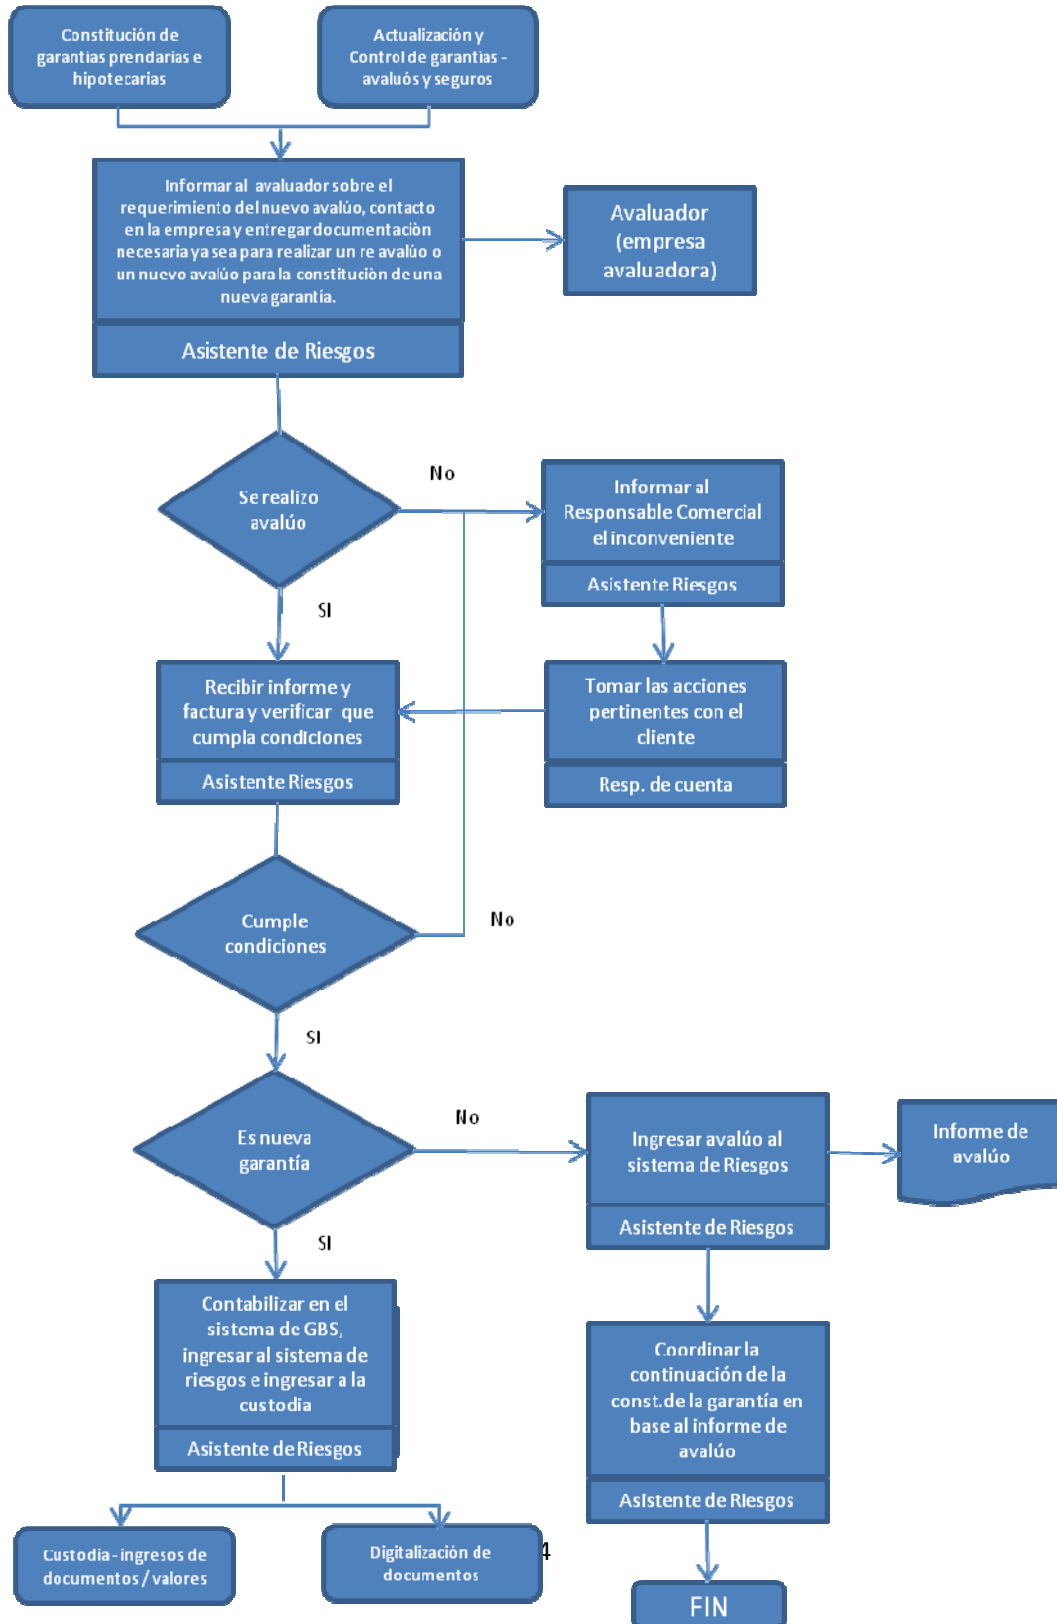 Constitución de
garantías prendarias e
hipotecarias
Actualización y
Control de garantías -
avaluós y seguros
Informar al avaluador sobre el
requerimiento del nuevo avalúo, contacto
en la empresa y entregar documentaciòn
necesaria ya sea para realizar un re avalúo o
un nuevo avalúo para la constituciòn de una
nueva garantía.
Asistente de Riesgos
Avaluador
(empresa
avaluadora)
Se realizo
avalúo
No
Informar al
Responsable Comercial
el inconveniente
Asistente Riesgos
SI
Recibir informe y
factura y verificar que
cumpla condiciones
Asistente Riesgos
Tomar las acciones
pertinentes con el
cliente
Resp. de cuenta
Cumple
condiciones
No
SI
Es nueva
garantía
No
Ingresar avalúo al
sistema de Riesgos
Asistente de Riesgos
Informe de
avalúo
SI
Contabilizar en el
sistema de GBS,
ingresar al sistema de
riesgos e ingresar a la
custodia
Asistente de Riesgos
Coordinar la
continuación de la
const.de la garantía en
base al informe de
avalúo
Asistente de Riesgos
Custodia - ingresos de
documentos / valores
Digitalización de
documentos
4
FIN